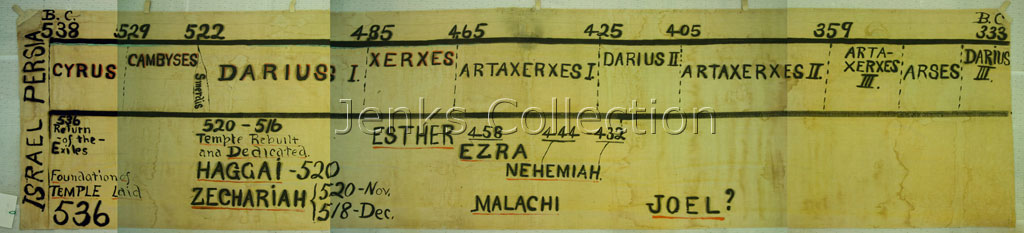 B.C.
538 529 522 485 465 425 405 359 B.C. 333
PERSIA
CYRUS
CAMBYSES
Smerdis
DARIUS I.
XERXES
ARTAXERXES I.
DARIUS II
ARTAXERXES II.
ARTA-
XERXES
III.
ARSES
DARIUS
III.
Jenks Collection
ISRAEL
536
Return
of-the-
Exiles
Foundation of
TEMPLE Laid
536
520-516
Temple Rebuilt
and Dedicated
HAGGAI-520
ZECHARIAH { 520-Nov.
518-Dec.
ESTHER
458
EZRA
444-432
NEHEMIAH
MALACHI
JOEL?